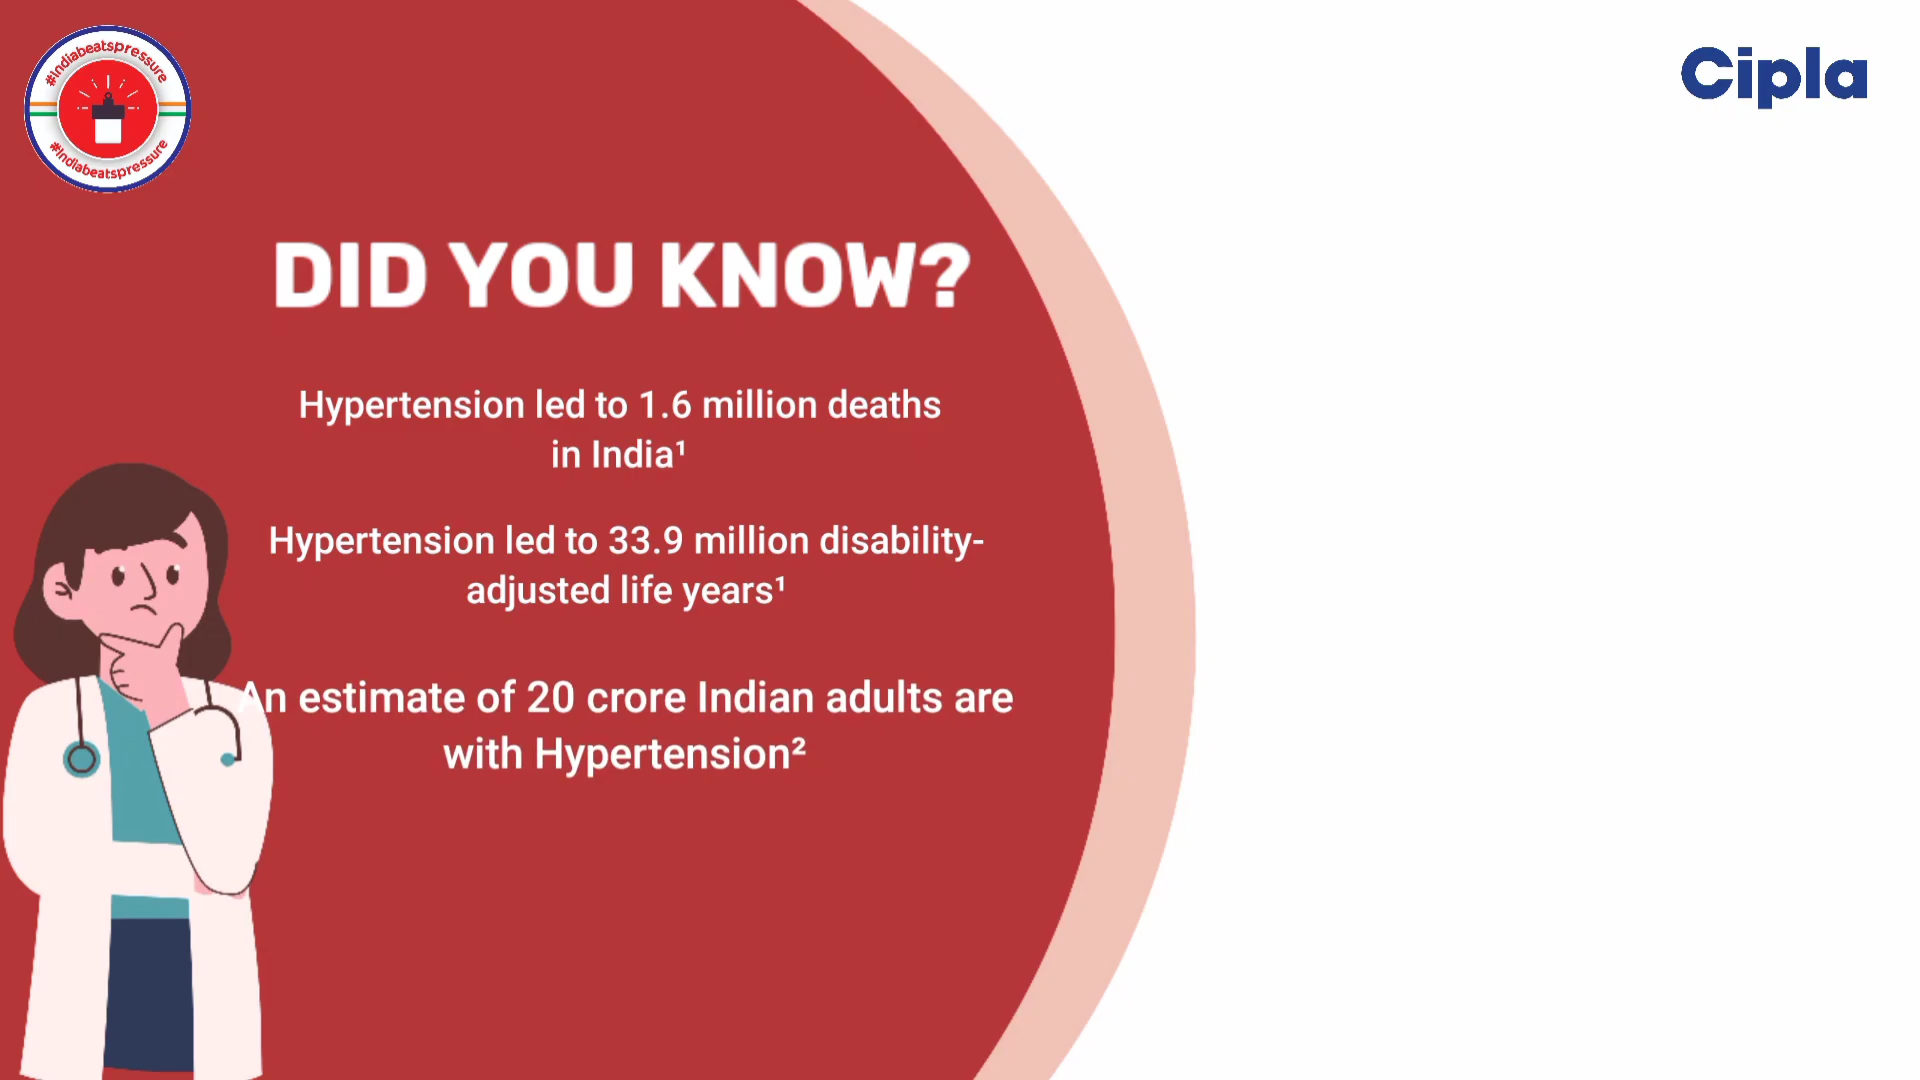 #Indiabeatspressure
#Indiabeatspressure
Cipla
DID YOU KNOW?
Hypertension led to 1.6 million deaths
in India¹
Hypertension led to 33.9 million disability-
adjusted life years¹
An estimate of 20 crore Indian adults are
with Hypertension²